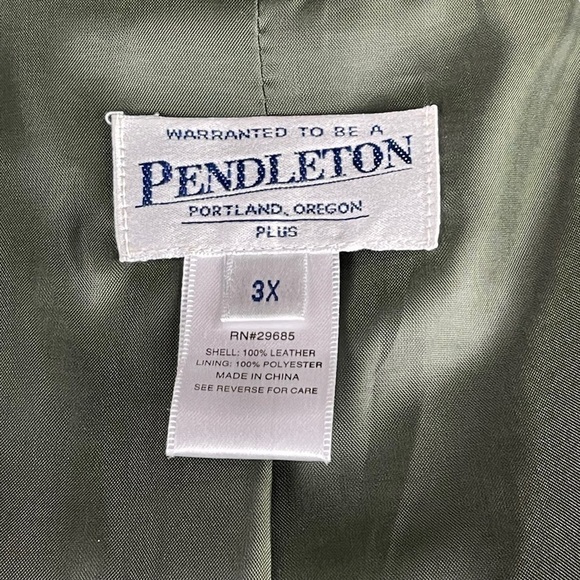 WARRANTED TO BE A
PENDLETON
PORTLAND, OREGON
PLUS
3X
RN#29685
SHELL: 100% LEATHER
LINING: 100% POLYESTER
MADE IN CHINA
SEE REVERSE FOR CARE